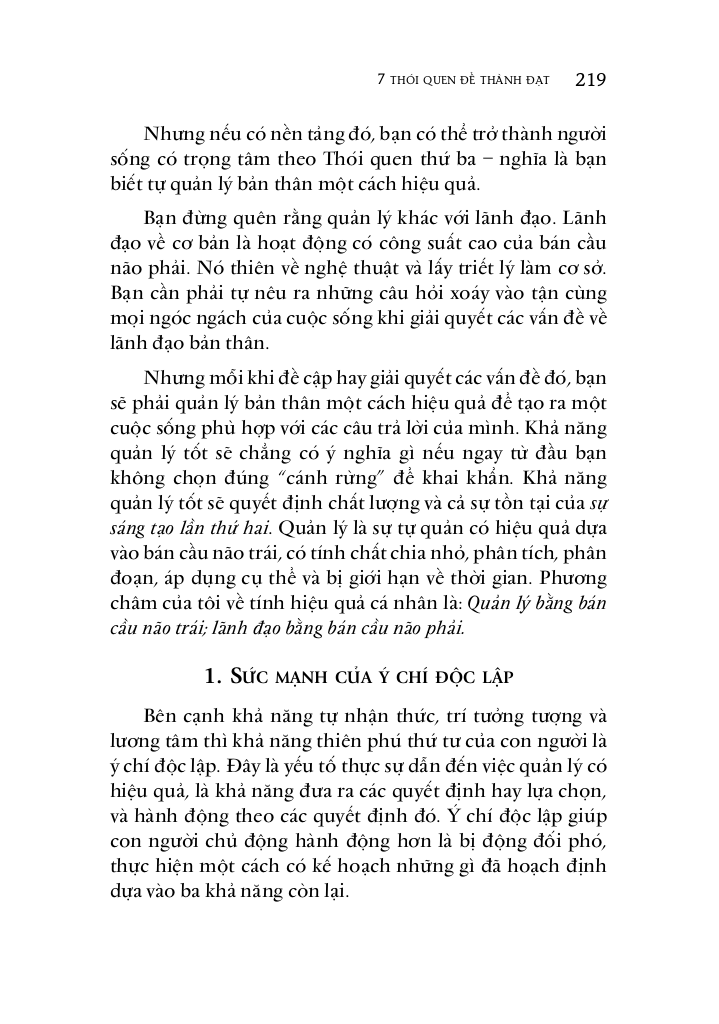 7 THÓI QUEN ĐỂ THÀNH ĐẠT 219
Nhưng nếu có nền tảng đó, bạn có thể trở thành người
sống có trọng tâm theo Thói quen thứ ba – nghĩa là bạn
biết tự quản lý bản thân một cách hiệu quả.
Bạn đừng quên rằng quản lý khác với lãnh đạo. Lãnh
đạo về cơ bản là hoạt động có công suất cao của bán cầu
não phải. Nó thiên về nghệ thuật và lấy triết lý làm cơ sở.
Bạn cần phải tự nêu ra những câu hỏi xoáy vào tận cùng
mọi ngóc ngách của cuộc sống khi giải quyết các vấn đề về
lãnh đạo bản thân.
Nhưng mỗi khi đề cập hay giải quyết các vấn đề đó, bạn
sẽ phải quản lý bản thân một cách hiệu quả để tạo ra một
cuộc sống phù hợp với các câu trả lời của mình. Khả năng
quản lý tốt sẽ chẳng có ý nghĩa gì nếu ngay từ đầu bạn
không chọn đúng “cánh rừng” để khai khẩn. Khả năng
quản lý tốt sẽ quyết định chất lượng và cả sự tồn tại của sự
sáng tạo lần thứ hai. Quản lý là sự tự quản có hiệu quả dựa
vào bán cầu não trái, có tính chất chia nhỏ, phân tích, phân
đoạn, áp dụng cụ thể và bị giới hạn về thời gian. Phương
châm của tôi về tính hiệu quả cá nhân là: Quản lý bằng bán
cầu não trái; lãnh đạo bằng bán cầu não phải.
1. SỨC MẠNH CỦA Ý CHÍ ĐỘC LẬP
Bên cạnh khả năng tự nhận thức, trí tưởng tượng và
lương tâm thì khả năng thiên phú thứ tư của con người là
ý chí độc lập. Đây là yếu tố thực sự dẫn đến việc quản lý có
hiệu quả, là khả năng đưa ra các quyết định hay lựa chọn,
và hành động theo các quyết định đó. Ý chí độc lập giúp
con người chủ động hành động hơn là bị động đối phó,
thực hiện một cách có kế hoạch những gì đã hoạch định
dựa vào ba khả năng còn lại.